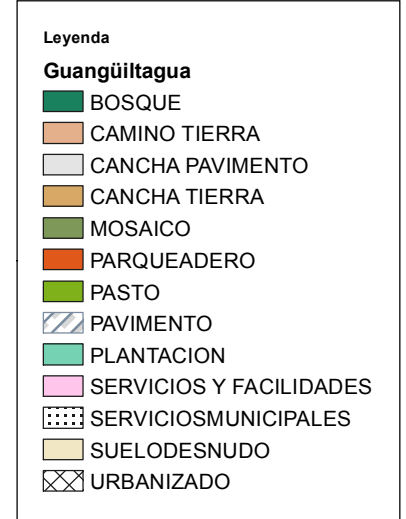 Leyenda
Guangüiltagua
BOSQUE
CAMINO TIERRA
CANCHA PAVIMENTO
CANCHA TIERRA
MOSAICO
PARQUEADERO
PASTO
PAVIMENTO
PLANTACION
SERVICIOS Y FACILIDADES
SERVICIOSMUNICIPALES
SUELODESNUDO
URBANIZADO